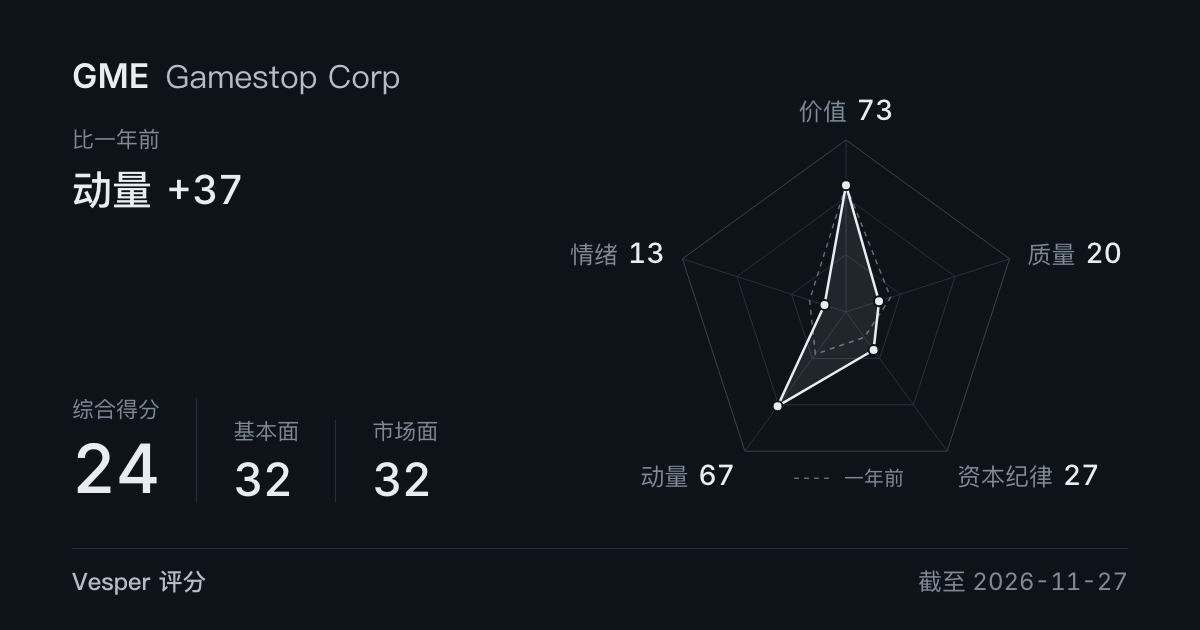 GME Gamestop Corp
比一年前
动量 +37
综合得分
24
基本面
32
市场面
32
价值 73
情绪 13
质量 20
动量 67
一年前
资本纪律 27
Vesper 评分
截至 2026-11-27